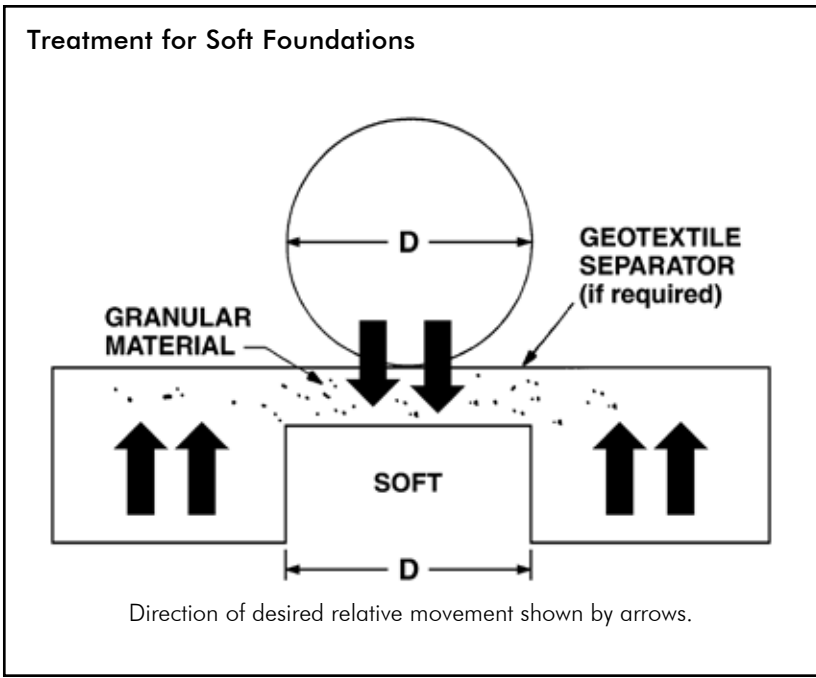 Treatment for Soft Foundations
D
GEOTEXTILE
SEPARATOR
(if required)
GRANULAR
MATERIAL
SOFT
D
Direction of desired relative movement shown by arrows.